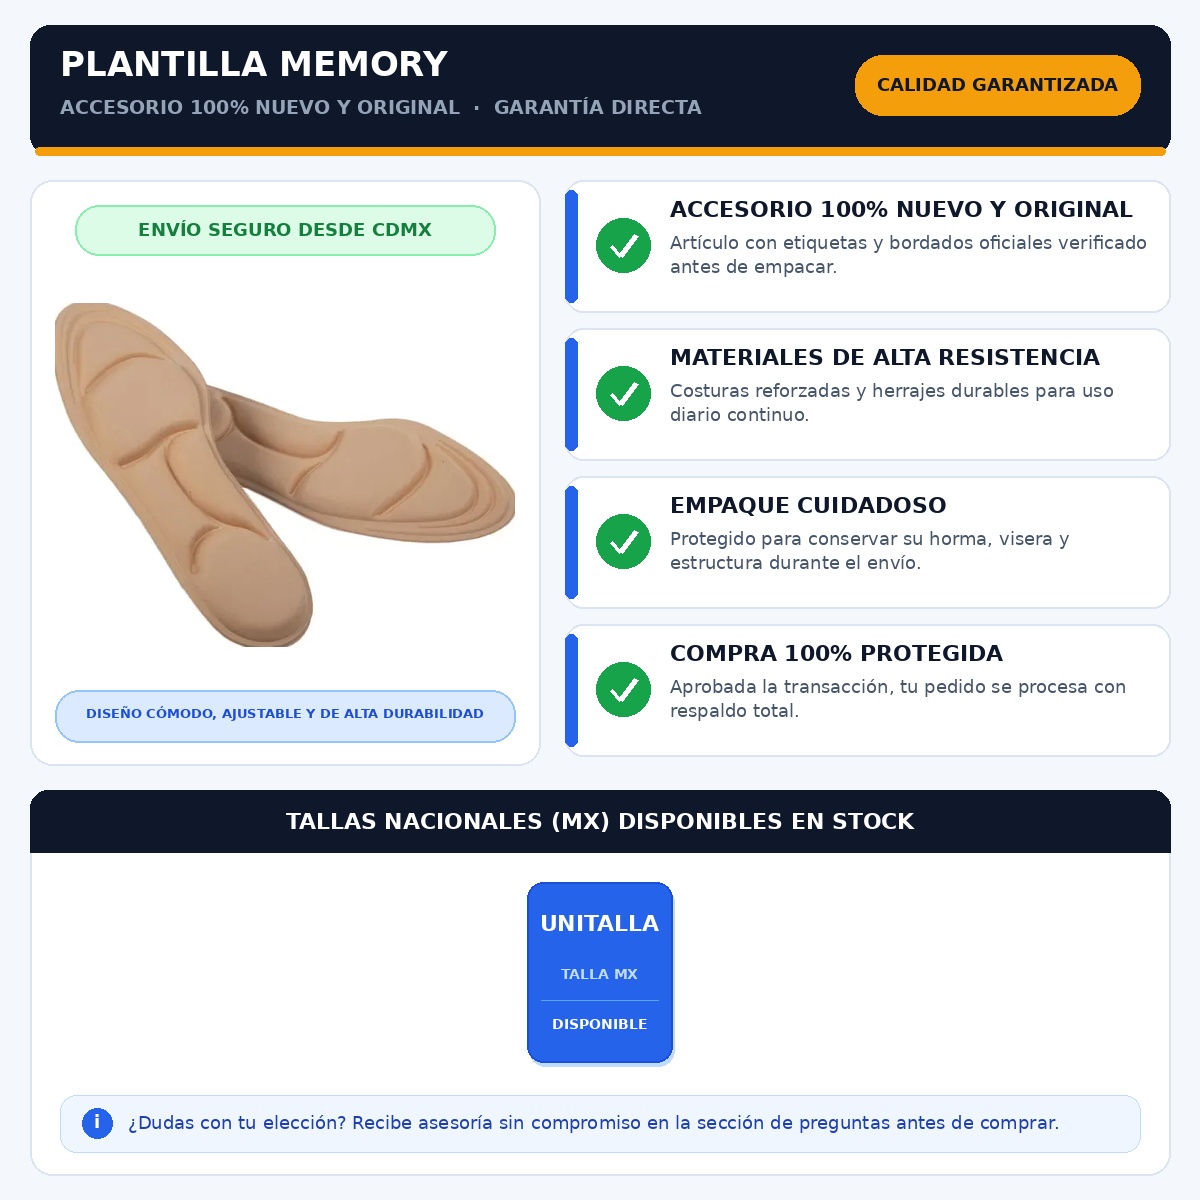 PLANTILLA MEMORY
ACCESORIO 100% NUEVO Y ORIGINAL · GARANTÍA DIRECTA
CALIDAD GARANTIZADA
ENVÍO SEGURO DESDE CDMX
DISEÑO CÓMODO, AJUSTABLE Y DE ALTA DURABILIDAD
ACCESORIO 100% NUEVO Y ORIGINAL
Artículo con etiquetas y bordados oficiales verificado
antes de empacar.
MATERIALES DE ALTA RESISTENCIA
Costuras reforzadas y herrajes durables para uso
diario continuo.
EMPAQUE CUIDADOSO
Protegido para conservar su horma, visera y
estructura durante el envío.
COMPRA 100% PROTEGIDA
Aprobada la transacción, tu pedido se procesa con
respaldo total.
TALLAS NACIONALES (MX) DISPONIBLES EN STOCK
UNITALLA
TALLA MX
DISPONIBLE
i ¿Dudas con tu elección? Recibe asesoría sin compromiso en la sección de preguntas antes de comprar.